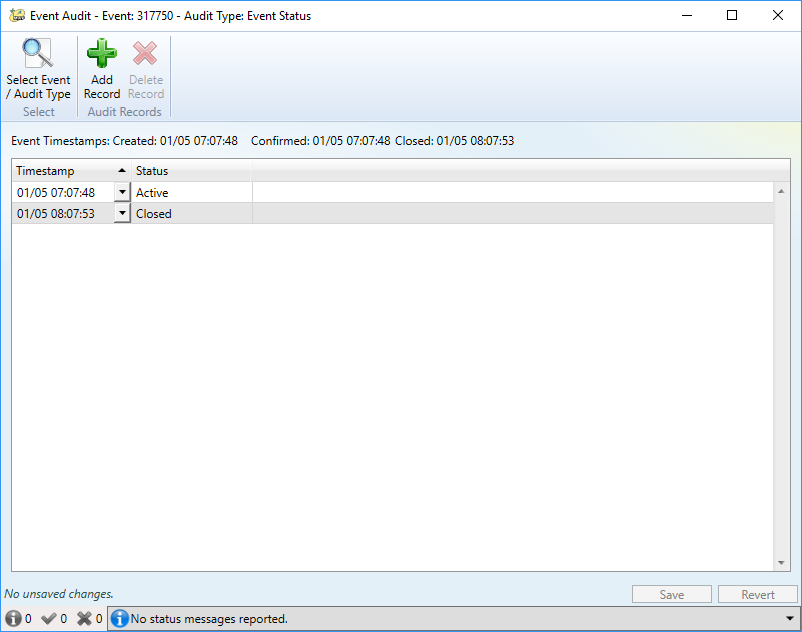 Event Audit - Event: 317750 - Audit Type: Event Status
Select Event
/ Audit Type
Add
Record
Delete
Record
Select
Audit Records
Event Timestamps: Created: 01/05 07:07:48 Confirmed: 01/05 07:07:48 Closed: 01/05 08:07:53
Timestamp Status
01/05 07:07:48 Active
01/05 08:07:53 Closed
No unsaved changes.
Save Revert
0 0 0 No status messages reported.